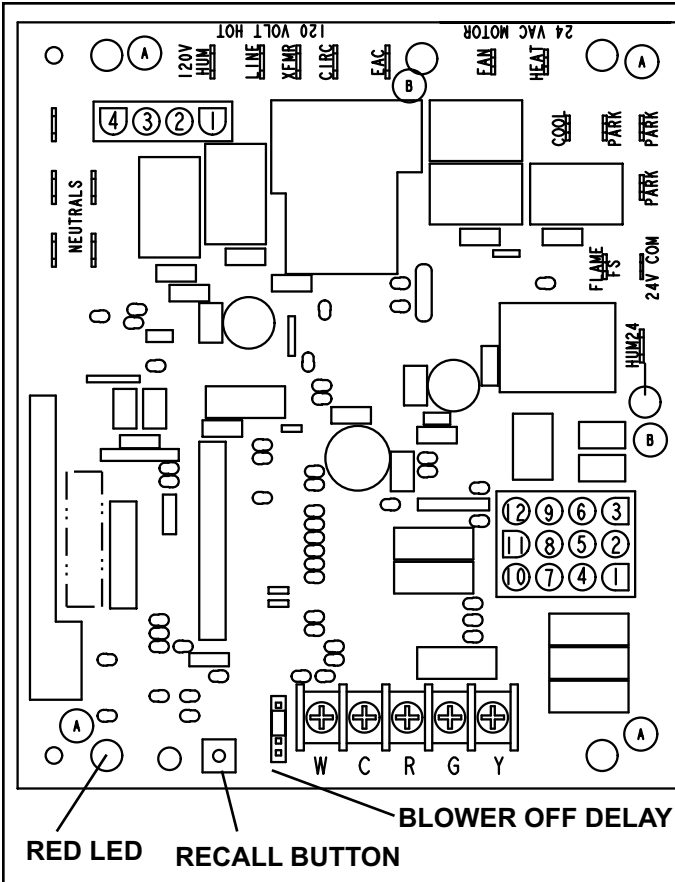 120 VOLT HOT
24 VAC MOTOR
A
120V HUM
LINE
XFMR
CIRC
EAC
B
FAN
HEAT
A
4 3 2 1
COOL
PARK
PARK
NEUTRALS
PARK
FLAME FS
24V COM
HUM24
B
12 9 6 3
11 8 5 2
10 7 4 1
A
A
W C R G Y
BLOWER OFF DELAY
RED LED
RECALL BUTTON